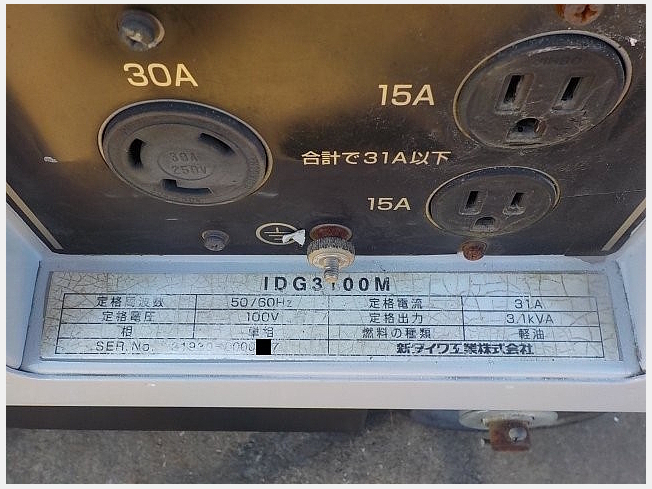 30A
15A
30A
250V
合計で31A以下
15A
定格周波数 50/60Hz 定格電流 31A
定格電圧 100V 定格出力 3.1kVA
相 単相 燃料の種類 軽油
SER.No. 新ダイワ工業株式会社